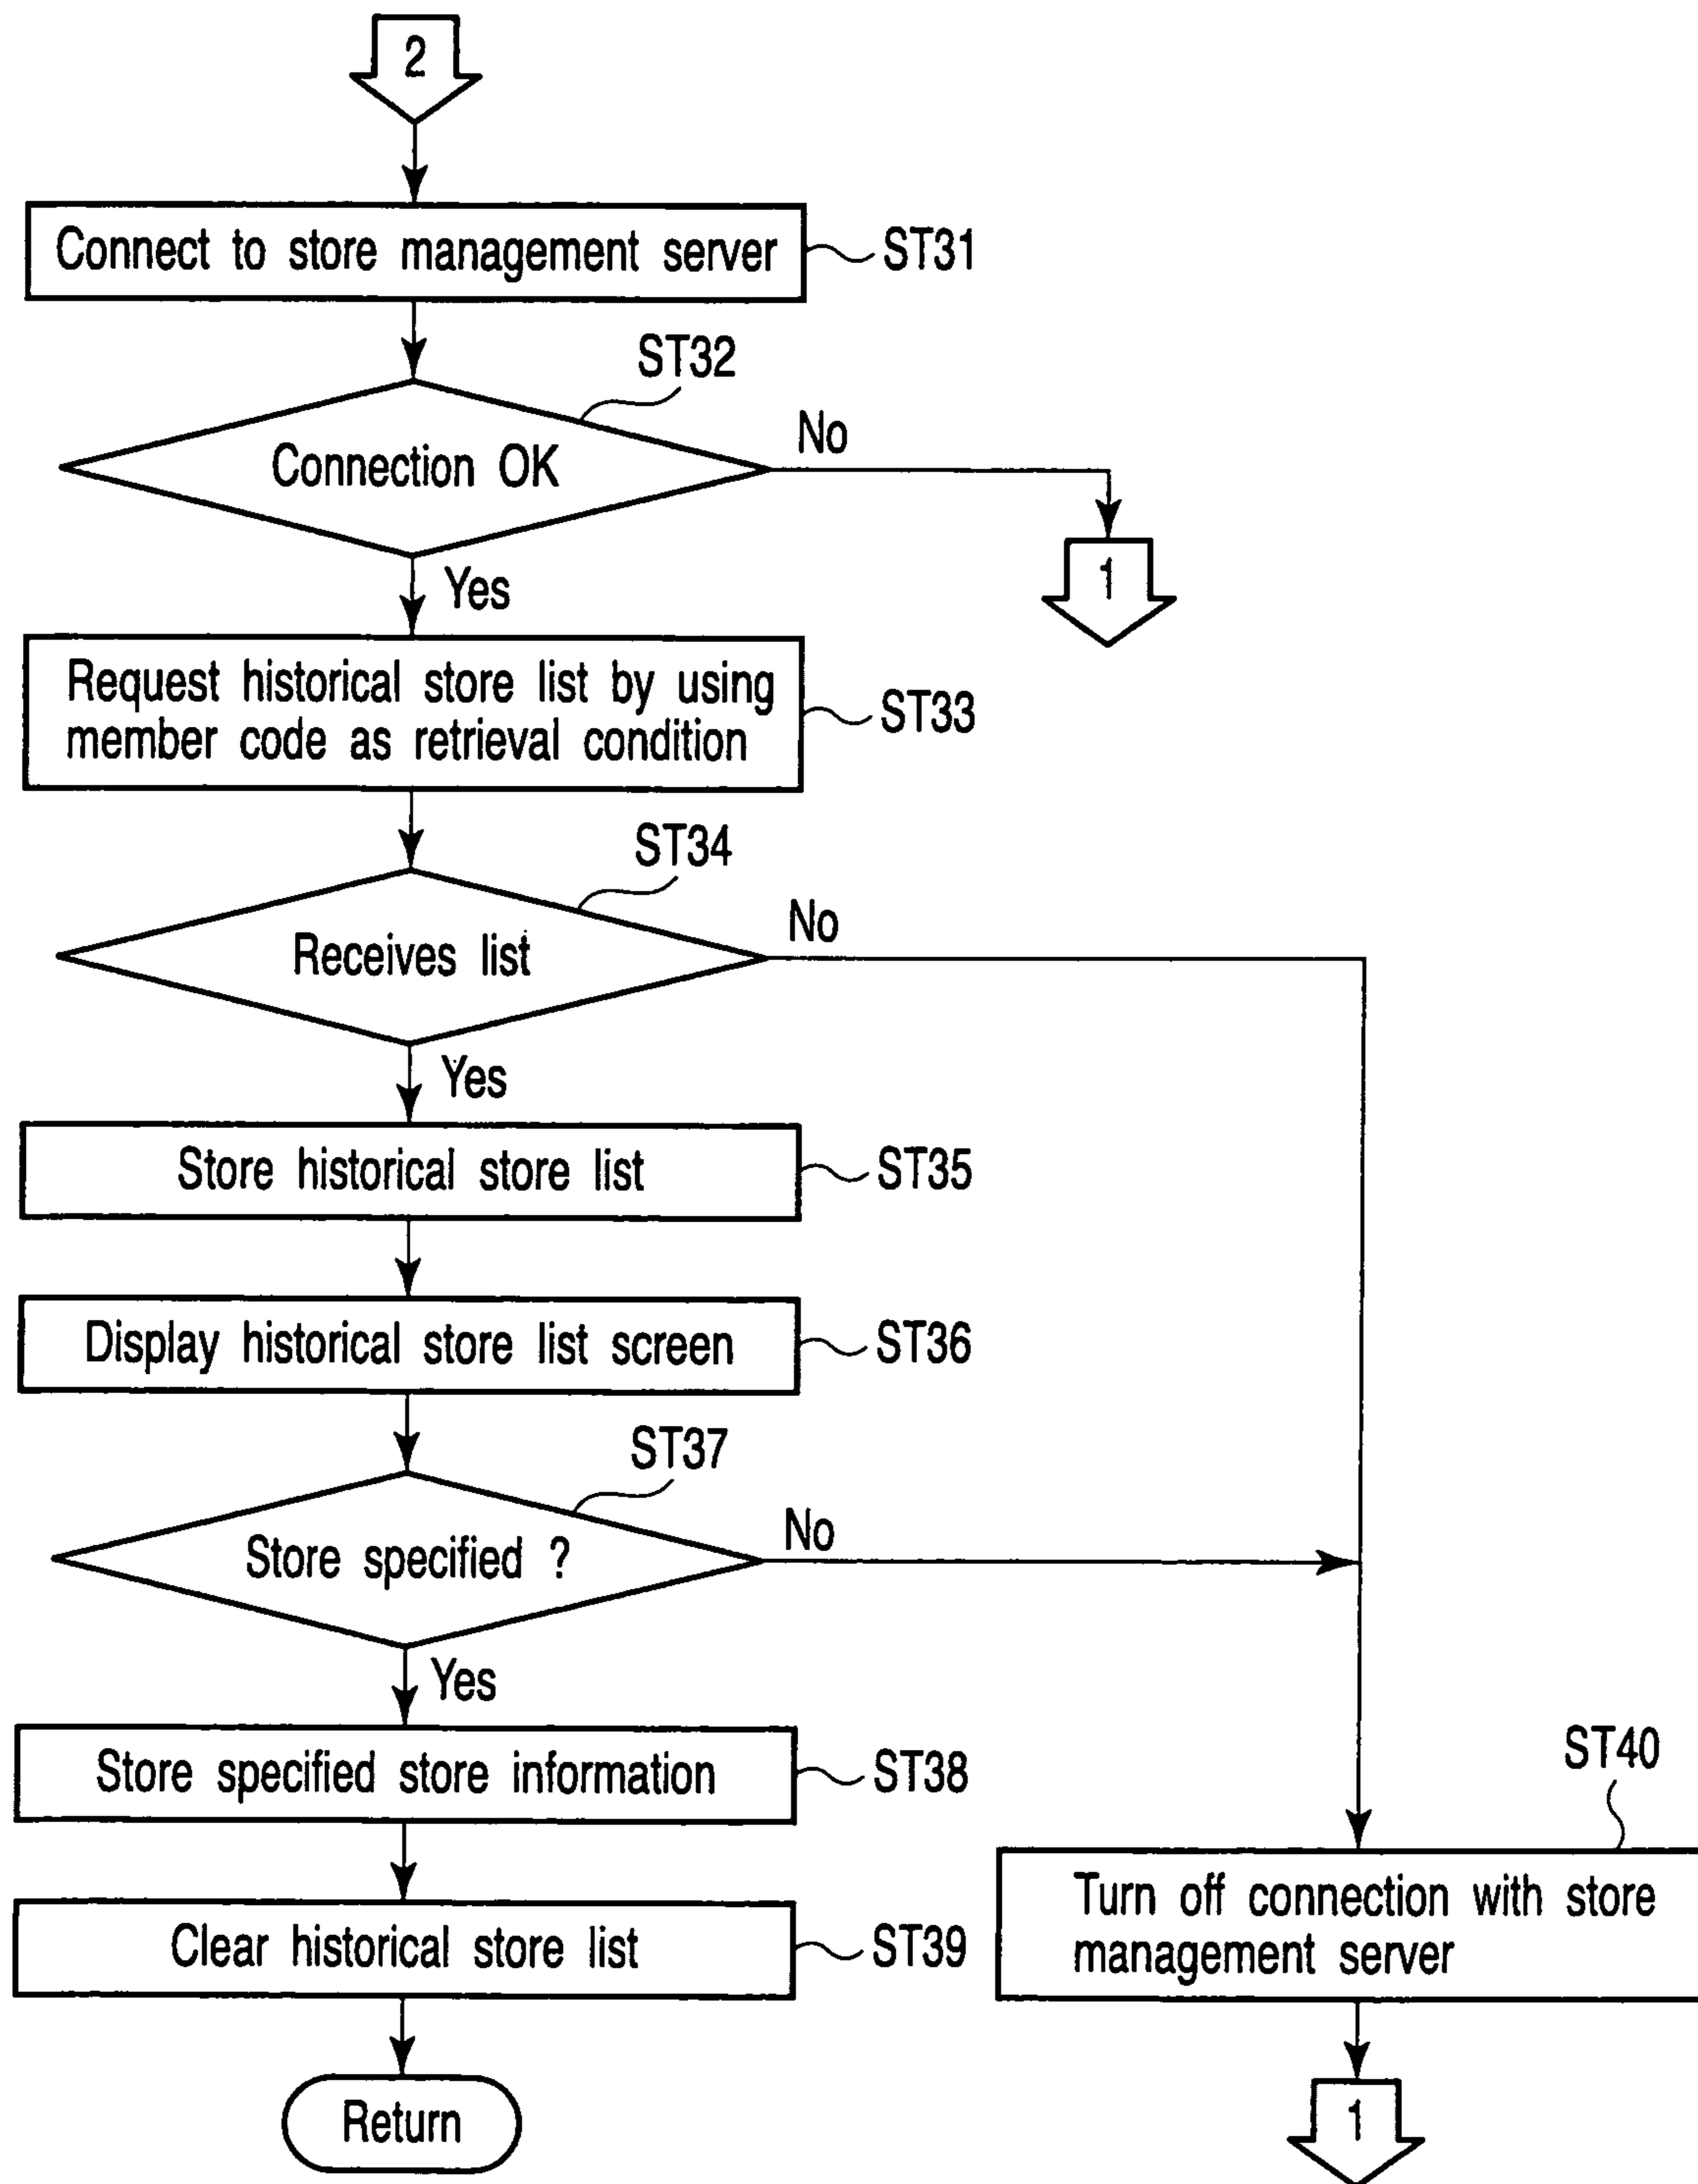 2
Connect to store management server
ST31
ST32
Connection OK
No
1
Yes
Request historical store list by using
member code as retrieval condition
ST33
ST34
Receives list
No
Yes
Store historical store list
ST35
Display historical store list screen
ST36
ST37
Store specified ?
No
Yes
Store specified store information
ST38
ST40
Turn off connection with store
management server
Clear historical store list
ST39
Return
1